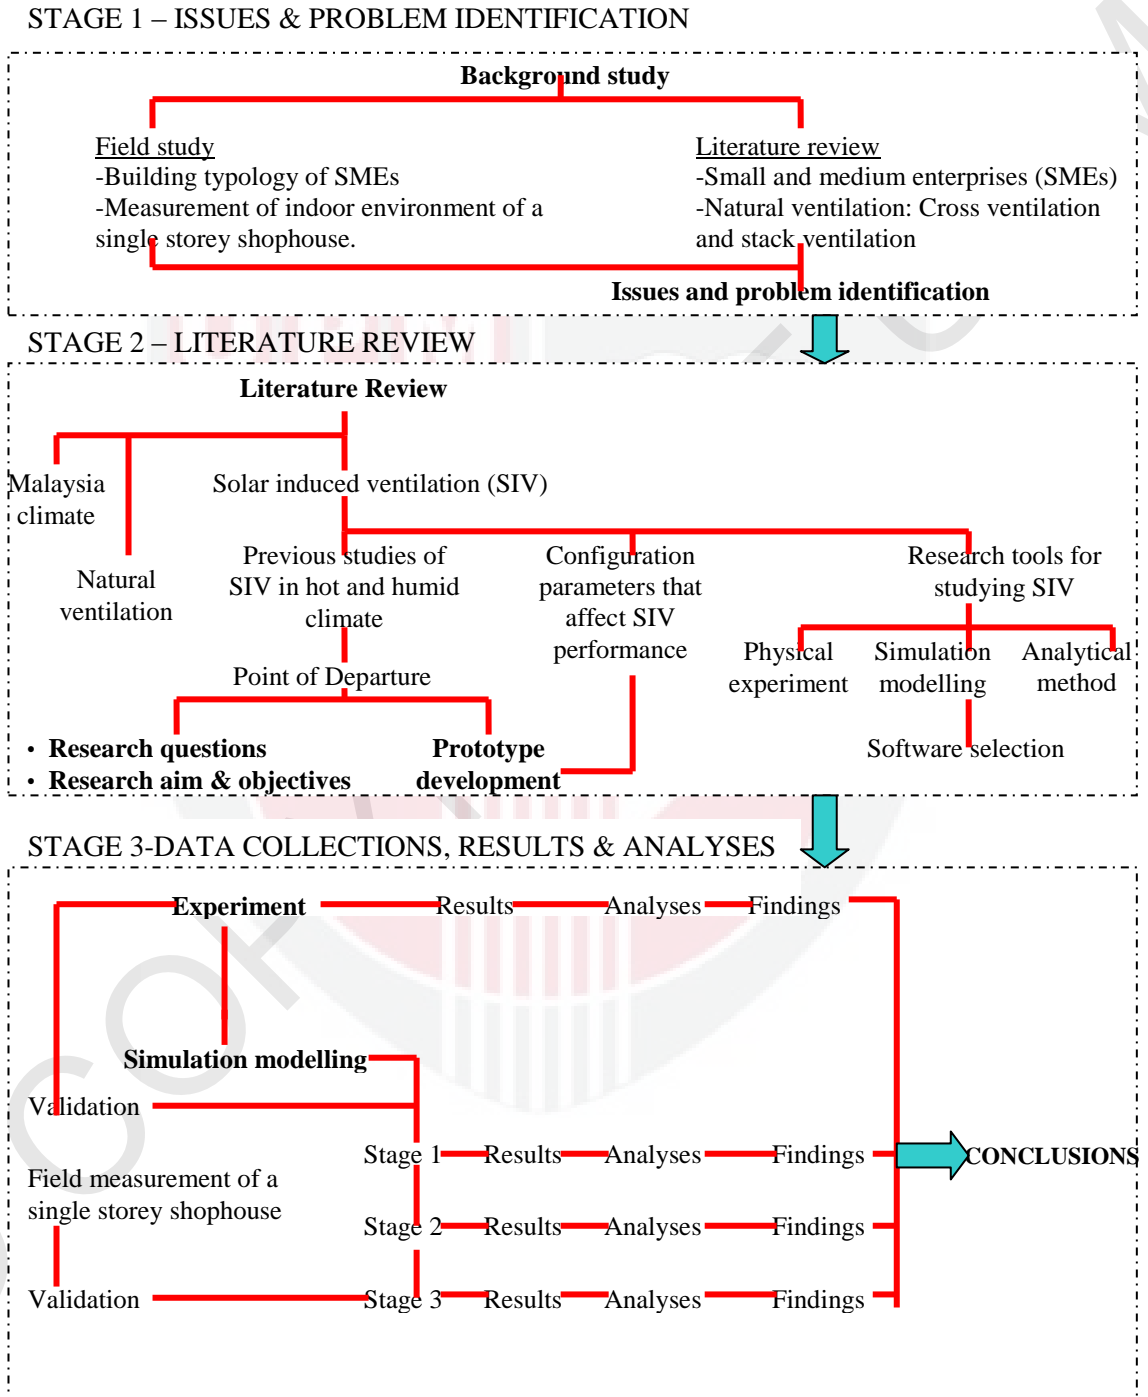 STAGE 1 – ISSUES & PROBLEM IDENTIFICATION
Background study
Field study
-Building typology of SMEs
-Measurement of indoor environment of a
single storey shophouse.
Literature review
-Small and medium enterprises (SMEs)
-Natural ventilation: Cross ventilation
and stack ventilation
Issues and problem identification
STAGE 2 – LITERATURE REVIEW
Literature Review
Malaysia
climate
Natural
ventilation
Solar induced ventilation (SIV)
Previous studies of
SIV in hot and humid
climate
Point of Departure
• Research questions
• Research aim & objectives
Prototype
development
Configuration
parameters that
affect SIV
performance
Research tools for
studying SIV
Physical
experiment
Simulation
modelling
Analytical
method
Software selection
STAGE 3-DATA COLLECTIONS, RESULTS & ANALYSES
Experiment Results Analyses Findings
Simulation modelling
Validation
Stage 1 Results Analyses Findings
CONCLUSIONS
Field measurement of a
single storey shophouse
Stage 2 Results Analyses Findings
Validation
Stage 3 Results Analyses Findings